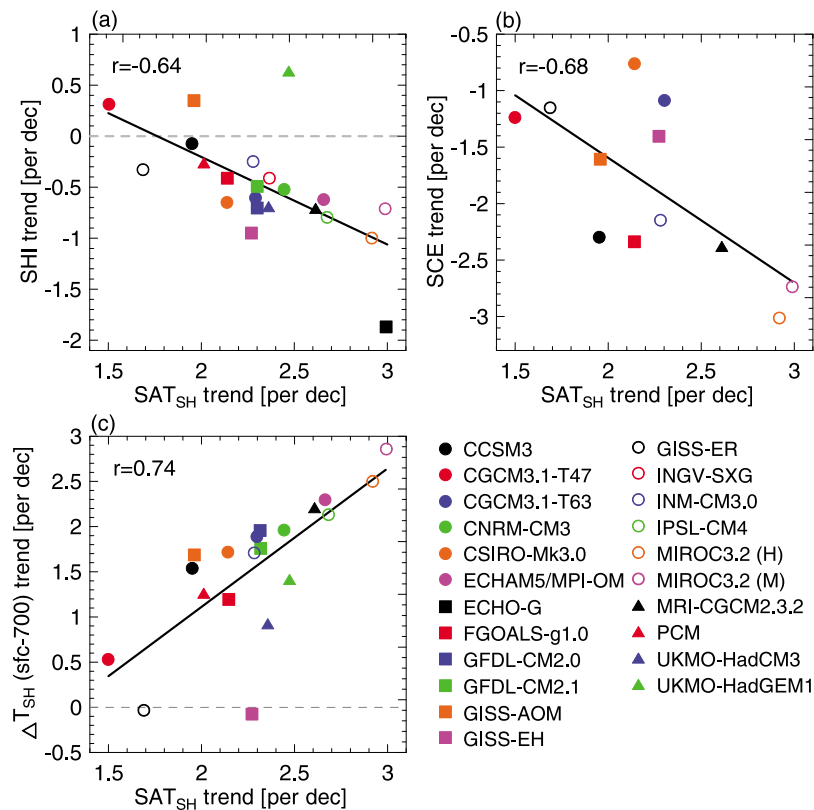 (a)
r=-0.64
1
0.5
0
-0.5
-1
-1.5
-2
SHI trend [per dec]
1.5 2 2.5 3
SAT_SH trend [per dec]
(b)
r=-0.68
-0.5
-1
-1.5
-2
-2.5
-3
SCE trend [per dec]
1.5 2 2.5 3
SAT_SH trend [per dec]
(c)
r=0.74
3
2.5
2
1.5
1
0.5
0
-0.5
△T_SH (sfc-700) trend [per dec]
1.5 2 2.5 3
SAT_SH trend [per dec]
CCSM3
CGCM3.1-T47
CGCM3.1-T63
CNRM-CM3
CSIRO-Mk3.0
ECHAM5/MPI-OM
ECHO-G
FGOALS-g1.0
GFDL-CM2.0
GFDL-CM2.1
GISS-AOM
GISS-EH
GISS-ER
INGV-SXG
INM-CM3.0
IPSL-CM4
MIROC3.2 (H)
MIROC3.2 (M)
MRI-CGCM2.3.2
PCM
UKMO-HadCM3
UKMO-HadGEM1